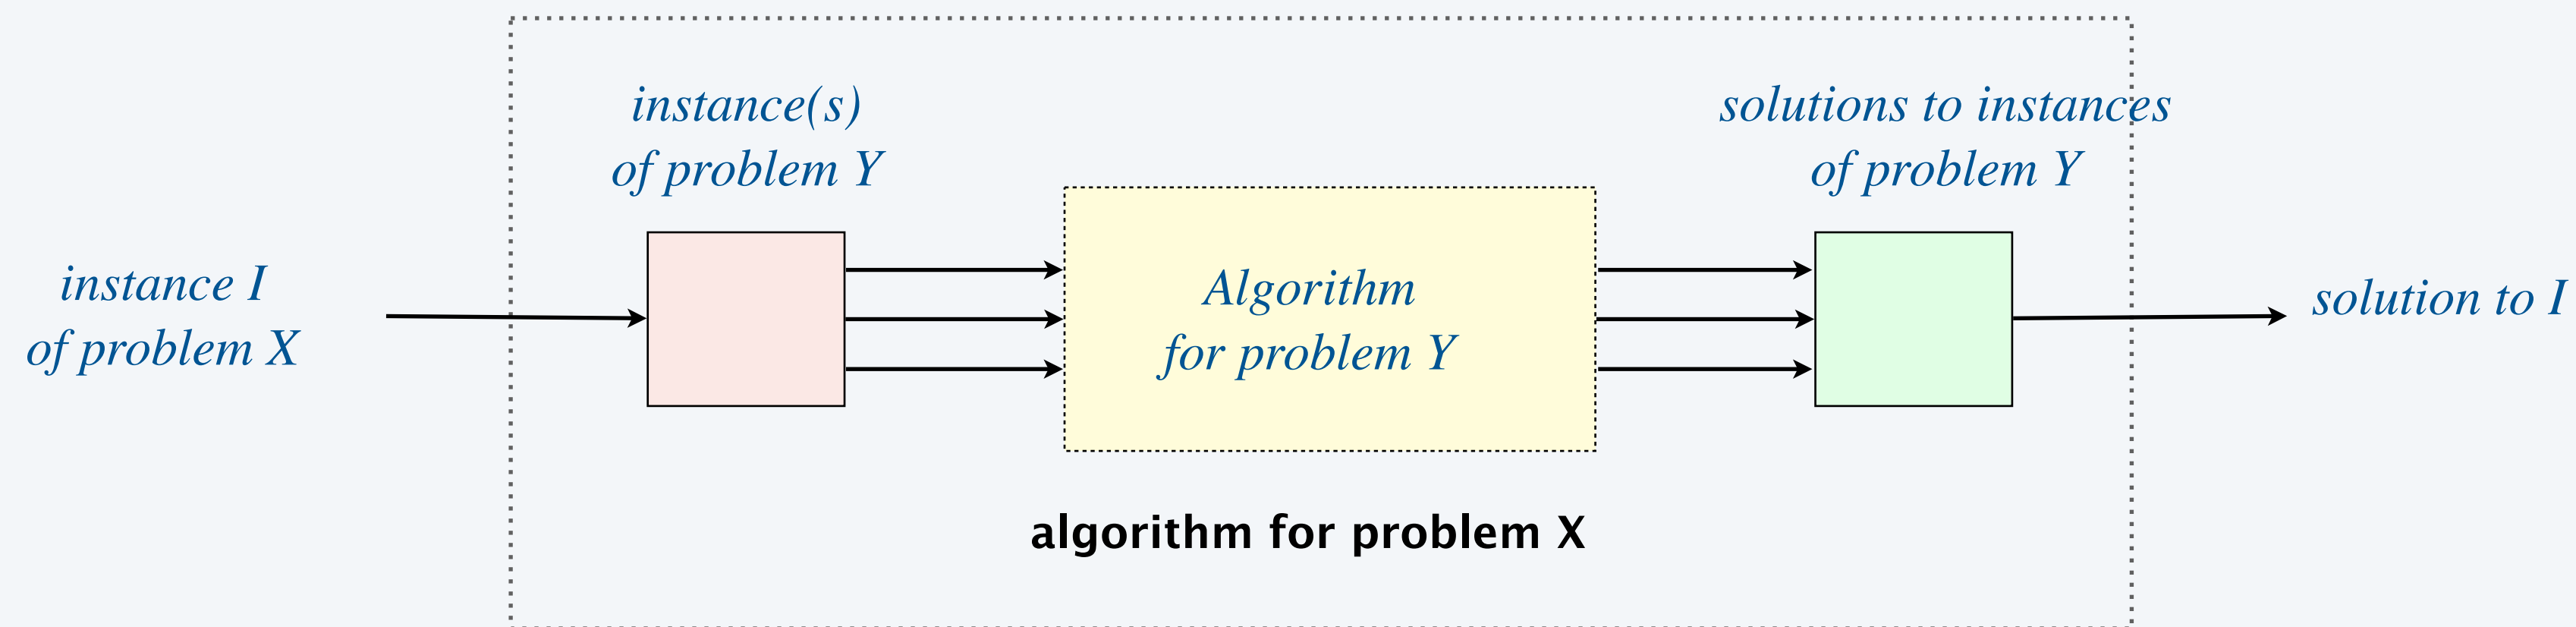 instance(s)
of problem Y
solutions to instances
of problem Y
instance I
of problem X
Algorithm
for problem Y
solution to I
algorithm for problem X